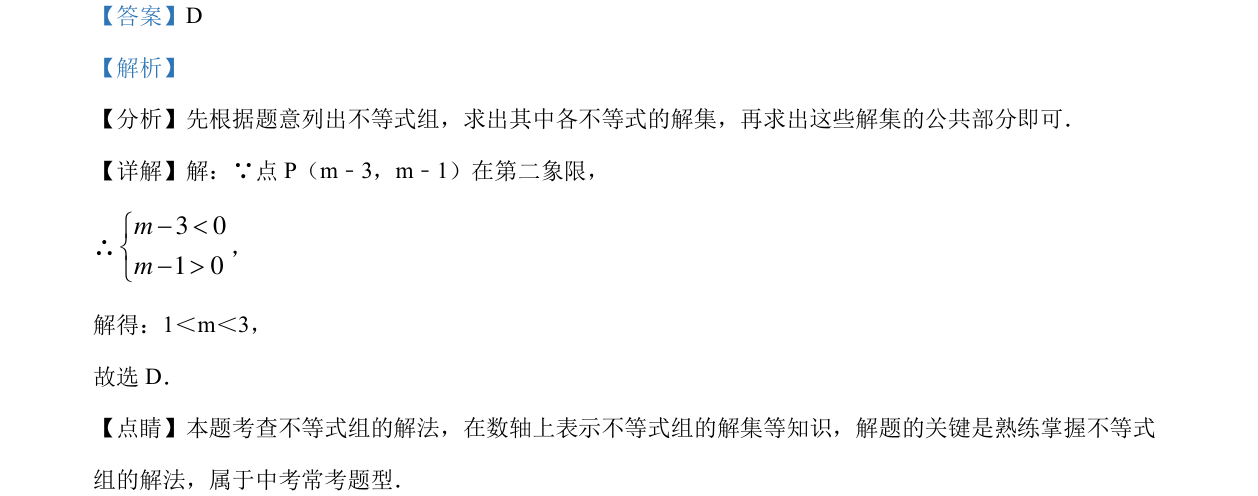 【答案】D
【解析】
【分析】先根据题意列出不等式组，求出其中各不等式的解集，再求出这些解集的公共部分即可．
【详解】解：∵点 P（m﹣3，m﹣1）在第二象限，
∴{m−3<0
m−1>0，
解得：1＜m＜3，
故选 D．
【点睛】本题考查不等式组的解法，在数轴上表示不等式组的解集等知识，解题的关键是熟练掌握不等式
组的解法，属于中考常考题型．